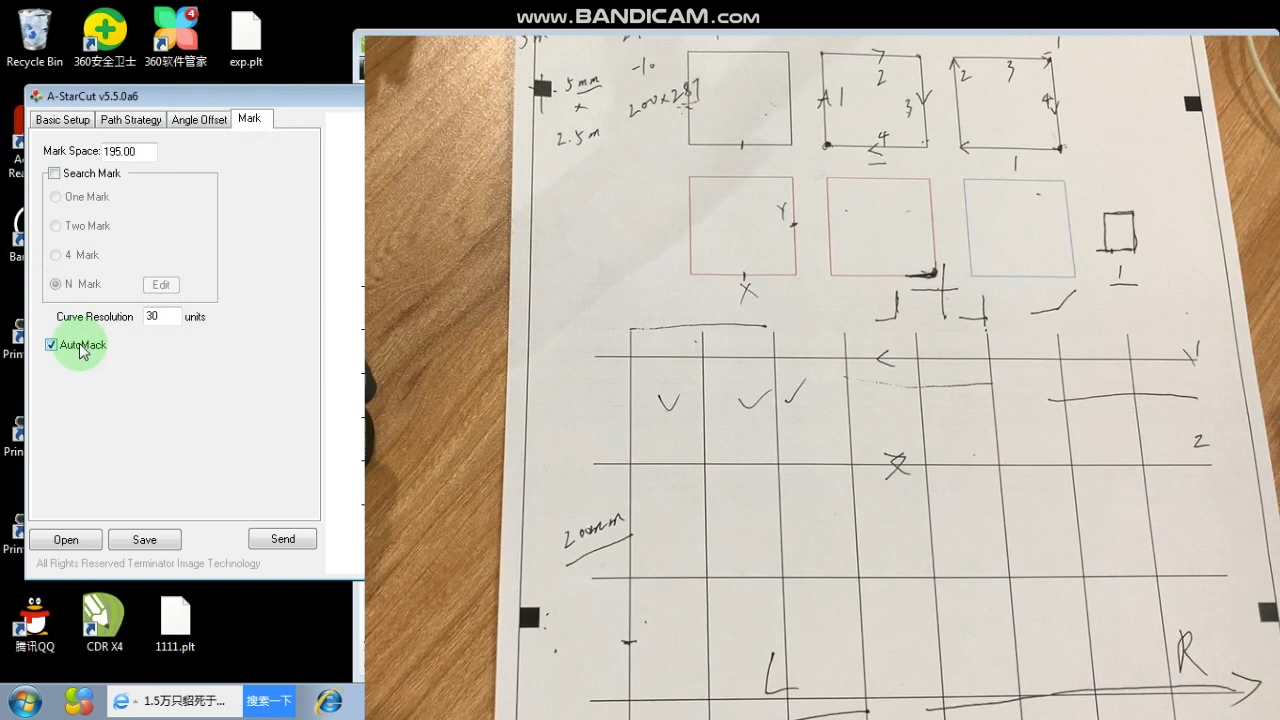 www.BANDICAM.com
4
Recycle Bin
360安全卫士
360软件管家
exp.plt
A-StarCut v5.5.0a6
Basic Setup
Path Strategy
Angle Offset
Mark
Mark Space:
195.00
Search Mark
One Mark
Two Mark
4 Mark
N Mark
Edit
Curve Resolution
30
units
AutoMack
Open
Save
Send
All Rights Reserved Terminator Image Technology
腾讯QQ
CDR X4
1111.plt
1.5万只貂死于...
搜索一下
5mm
x
2.5m
-10
A1
2
3
4
2
3
4
1
Y
X
1
1
2
X
200mm
L
R